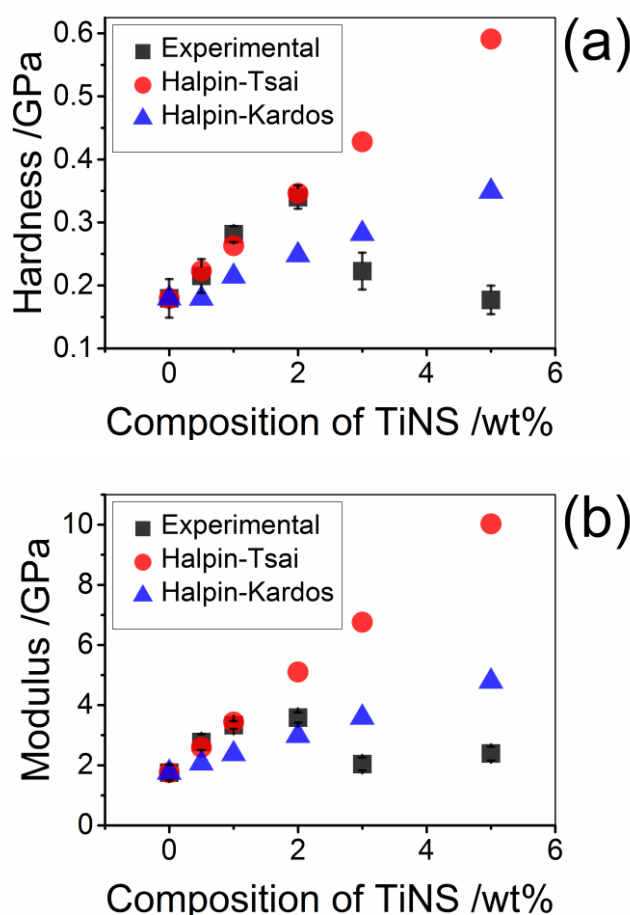 (a)
Experimental
Halpin-Tsai
Halpin-Kardos
Hardness /GPa
0.6
0.5
0.4
0.3
0.2
0.1
0 2 4 6
Composition of TiNS /wt%
(b)
Experimental
Halpin-Tsai
Halpin-Kardos
Modulus /GPa
10
8
6
4
2
0
0 2 4 6
Composition of TiNS /wt%